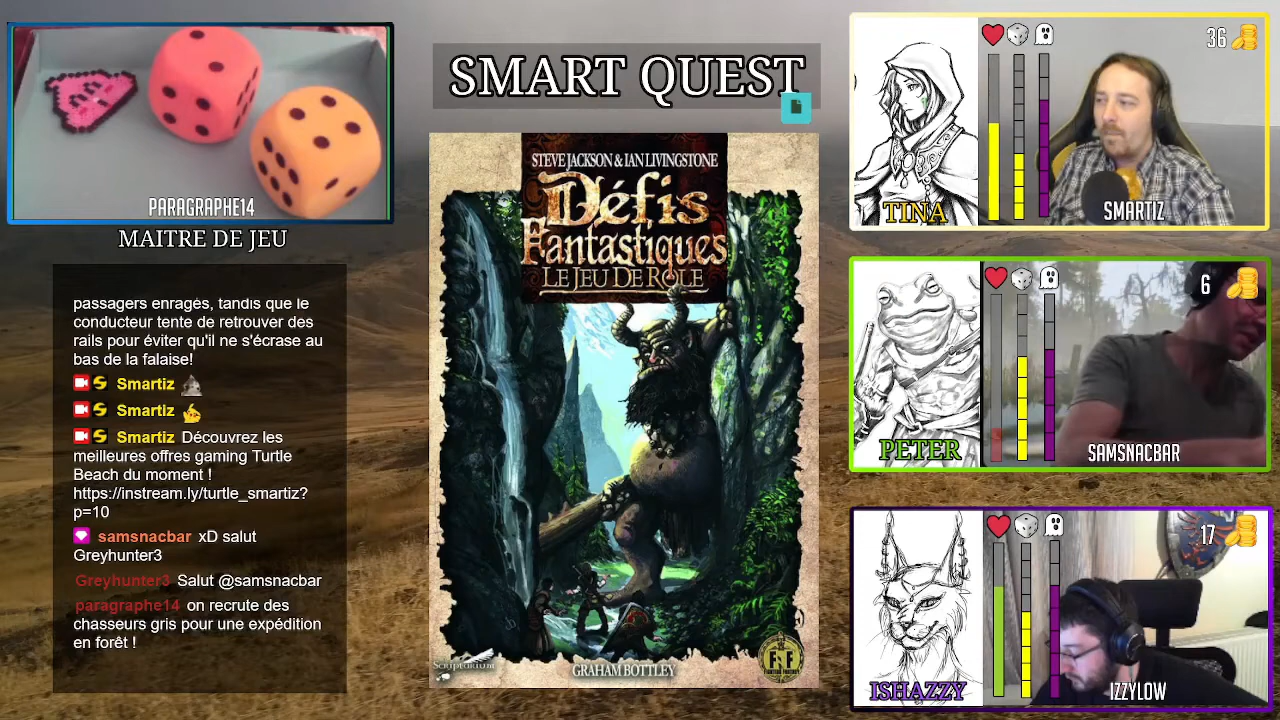 PARAGRAPHE14
MAITRE DE JEU
passagers enragés, tandis que le
conducteur tente de retrouver des
rails pour éviter qu'il ne s'écrase au
bas de la falaise!
Smartiz
Smartiz
Smartiz Découvrez les
meilleures offres gaming Turtle
Beach du moment !
https://instream.ly/turtle_smartiz?
p=10
samsnacbar xD salut
Greyhunter3
Greyhunter3 Salut @samsnacbar
paragraphe14 on recrute des
chasseurs gris pour une expédition
en forêt !
SMART QUEST
STEVE JACKSON & IAN LIVINGSTONE
Défis
Fantastiques
LE JEU DE ROLE
SCRIPTARIUM
GRAHAM BOTTLEY
FF
36
TINA
SMARTIZ
6
PETER
SAMSNACBAR
17
ISHAZZY
IZZYLOW